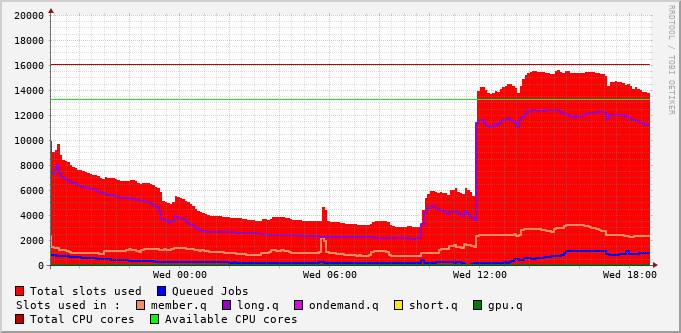 20000
18000
16000
14000
12000
10000
8000
6000
4000
2000
0
Wed 00:00 Wed 06:00 Wed 12:00 Wed 18:00
Total slots used Queued Jobs
Slots used in : member.q long.q ondemand.q short.q gpu.q
Total CPU cores Available CPU cores
RRDTOOL / TOBI OETIKER